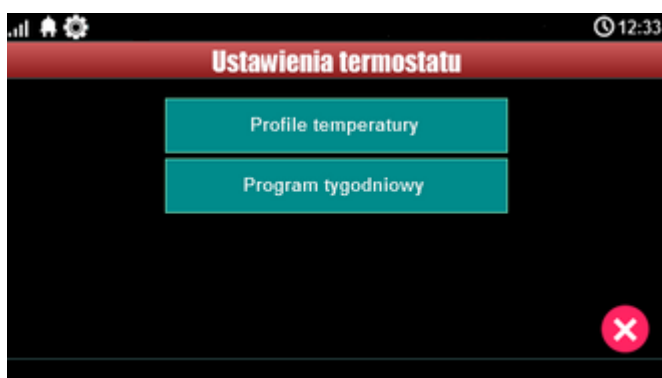 12:33
Ustawienia termostatu
Profile temperatury
Program tygodniowy